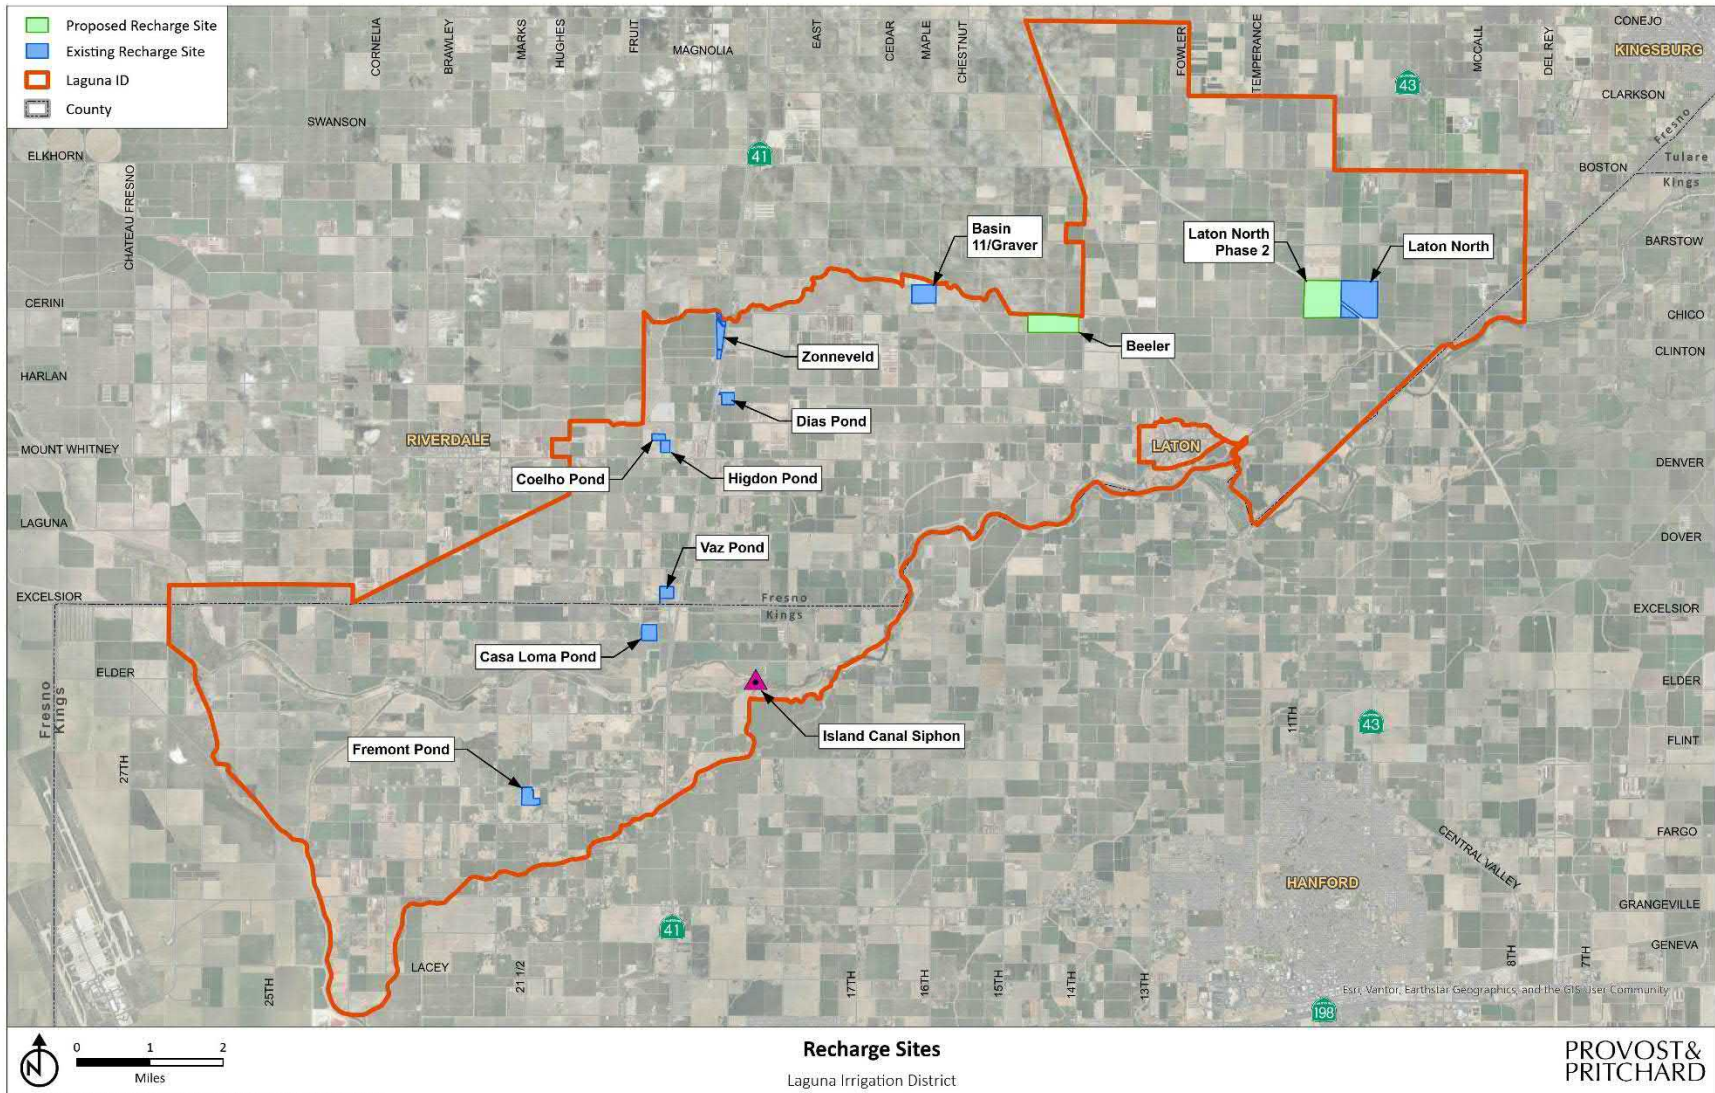 Proposed Recharge Site
Existing Recharge Site
Laguna ID
County
CORNELIA
BRAWLEY
MARKS
HUGHES
FRUIT
MAGNOLIA
EAST
CEDAR
MAPLE
CHESTNUT
FOWLER
TEMPERANCE
MCCALL
DEL REY
CONEJO
KINGSBURG
43
CLARKSON
SWANSON
ELKHORN
41
Fresno
Tulare
Kings
BOSTON
CHATEAU FRESNO
Basin
11/Graver
Laton North
Phase 2
Laton North
BARSTOW
CERINI
CHICO
Zonneveld
Beeler
CLINTON
HARLAN
Dias Pond
RIVERDALE
LATON
MOUNT WHITNEY
DENVER
Coelho Pond
Higdon Pond
LAGUNA
DOVER
Vaz Pond
EXCELSIOR
Fresno
Kings
EXCELSIOR
Casa Loma Pond
ELDER
ELDER
Fresno
Kings
11TH
43
Island Canal Siphon
FLINT
Fremont Pond
27TH
FARGO
CENTRAL VALLEY
HANFORD
GRANGEVILLE
41
GENEVA
LACEY
25TH
21 1/2
17TH
16TH
15TH
14TH
13TH
8TH
7TH
Esri, Vantor, Earthstar Geographics, and the GIS User Community
198
N
0 1 2
Miles
Recharge Sites
Laguna Irrigation District
PROVOST&
PRITCHARD